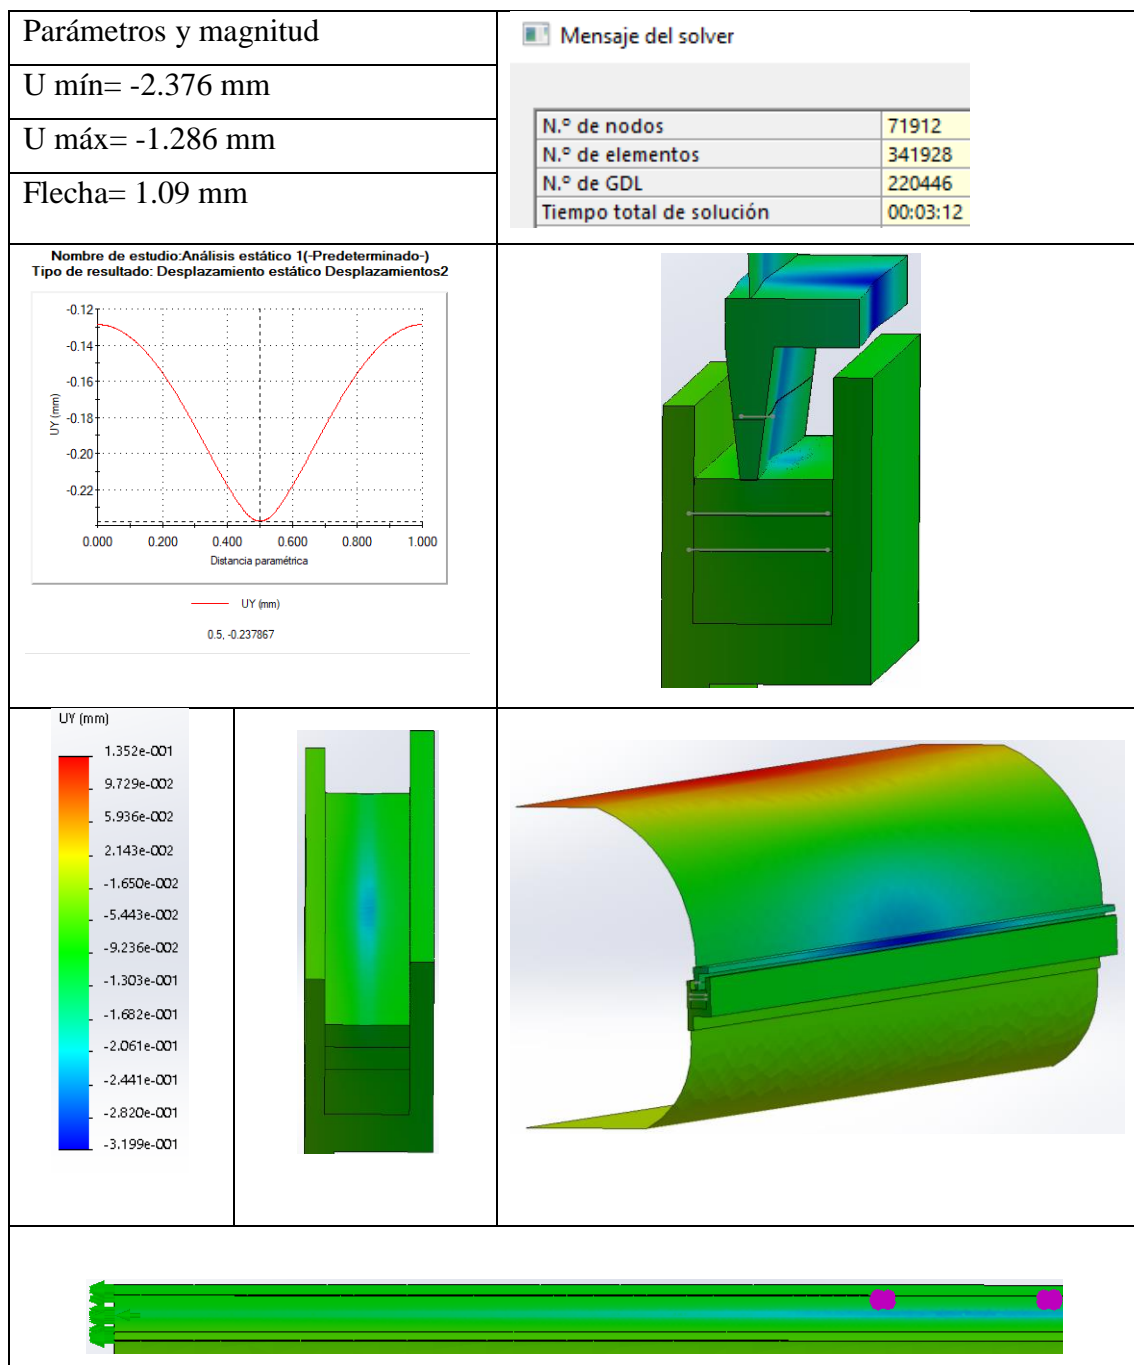 Parámetros y magnitud
U mín= -2.376 mm
U máx= -1.286 mm
Flecha= 1.09 mm
Mensaje del solver
N.º de nodos 71912
N.º de elementos 341928
N.º de GDL 220446
Tiempo total de solución 00:03:12
Nombre de estudio:Análisis estático 1(-Predeterminado-)
Tipo de resultado: Desplazamiento estático Desplazamientos2
-0.12
-0.14
-0.16
-0.18
-0.20
-0.22
UY (mm)
0.000 0.200 0.400 0.600 0.800 1.000
Distancia paramétrica
UY (mm)
0.5, -0.237867
UY (mm)
1.352e-001
9.729e-002
5.936e-002
2.143e-002
-1.650e-002
-5.443e-002
-9.236e-002
-1.303e-001
-1.682e-001
-2.061e-001
-2.441e-001
-2.820e-001
-3.199e-001